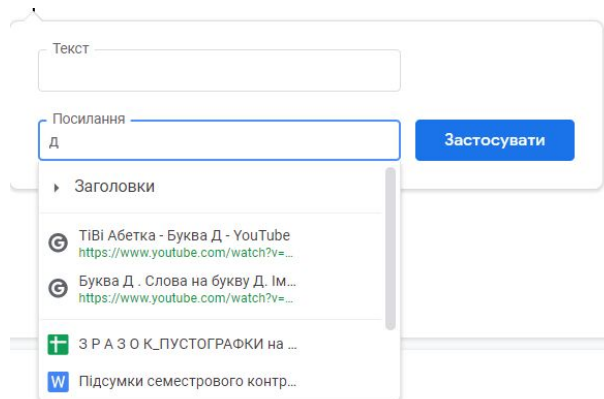 Текст
Посилання
д
Застосувати
Заголовки
ТіВі Абетка - Буква Д - YouTube
https://www.youtube.com/watch?v=...
Буква Д . Слова на букву Д. Ім...
https://www.youtube.com/watch?v=...
З Р А З О К_ПУСТОГРАФКИ на ...
W Підсумки семестрового контр...